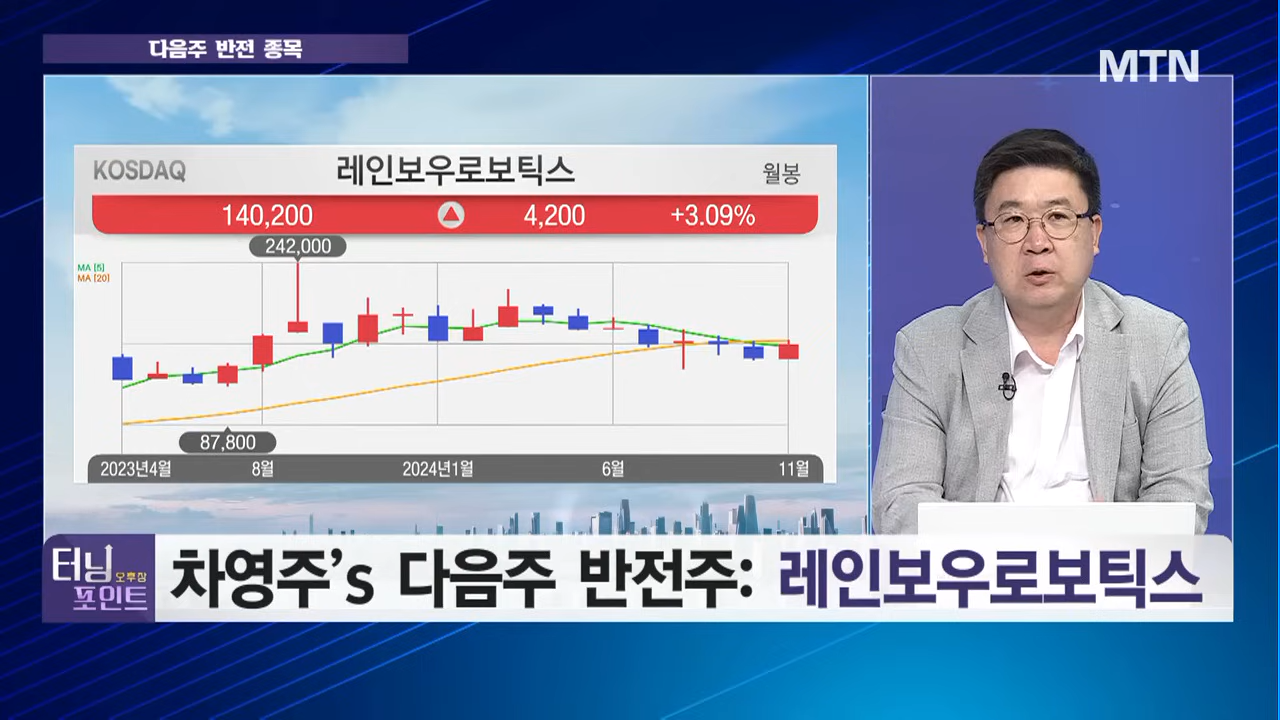 다음주 반전 종목
MTN
KOSDAQ 레인보우로보틱스 월봉
140,200 4,200 +3.09%
242,000
MA [5]
MA [20]
87,800
2023년4월 8월 2024년1월 6월 11월
터닝 오후장
포인트
차영주's 다음주 반전주: 레인보우로보틱스